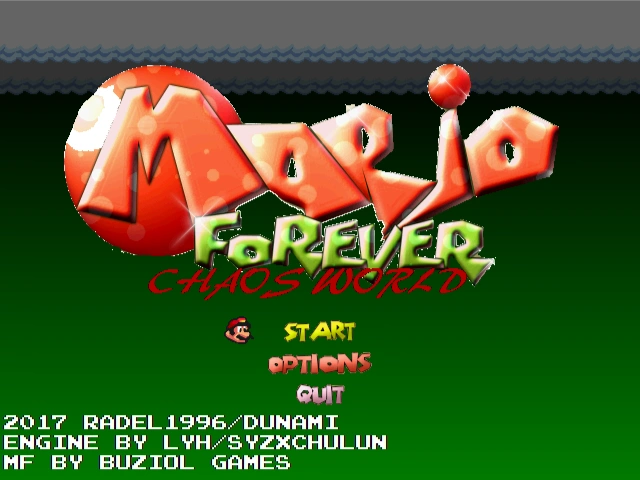 Mario
FOREVER
CHAOS WORLD
START
OPTIONS
QUIT
2017 RADEL1996/DUNAMI
ENGINE BY LYH/SYZXCHULUN
MF BY BUZIOL GAMES